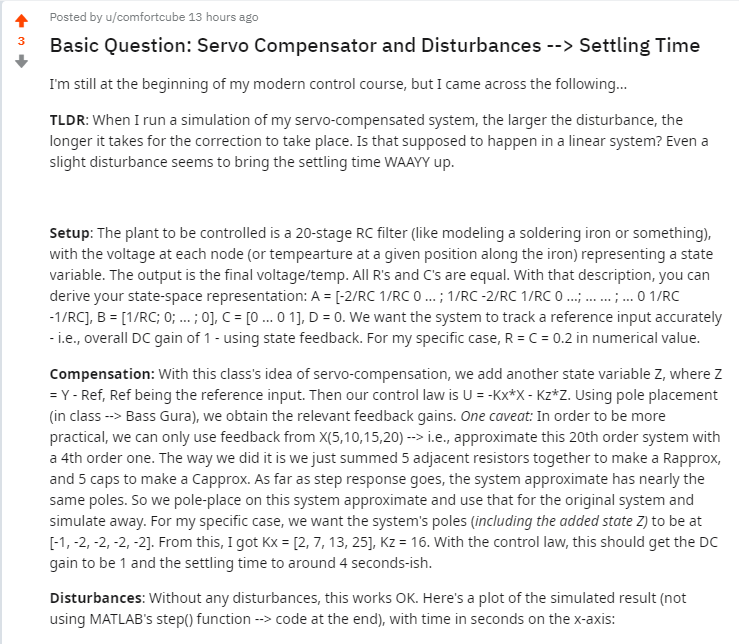 Posted by u/comfortcube 13 hours ago
3
Basic Question: Servo Compensator and Disturbances --> Settling Time
I'm still at the beginning of my modern control course, but I came across the following...
TLDR: When I run a simulation of my servo-compensated system, the larger the disturbance, the
longer it takes for the correction to take place. Is that supposed to happen in a linear system? Even a
slight disturbance seems to bring the settling time WAAYY up.
Setup: The plant to be controlled is a 20-stage RC filter (like modeling a soldering iron or something),
with the voltage at each node (or tempearture at a given position along the iron) representing a state
variable. The output is the final voltage/temp. All R's and C's are equal. With that description, you can
derive your state-space representation: A = [-2/RC 1/RC 0 ... ; 1/RC -2/RC 1/RC 0 ...; ... ... ; ... 0 1/RC
-1/RC], B = [1/RC; 0; ... ; 0], C = [0 ... 0 1], D = 0. We want the system to track a reference input accurately
- i.e., overall DC gain of 1 - using state feedback. For my specific case, R = C = 0.2 in numerical value.
Compensation: With this class's idea of servo-compensation, we add another state variable Z, where Z
= Y - Ref, Ref being the reference input. Then our control law is U = -Kx*X - Kz*Z. Using pole placement
(in class --> Bass Gura), we obtain the relevant feedback gains. One caveat: In order to be more
practical, we can only use feedback from X(5,10,15,20) --> i.e., approximate this 20th order system with
a 4th order one. The way we did it is we just summed 5 adjacent resistors together to make a Rapprox,
and 5 caps to make a Capprox. As far as step response goes, the system approximate has nearly the
same poles. So we pole-place on this system approximate and use that for the original system and
simulate away. For my specific case, we want the system's poles (including the added state Z) to be at
[-1, -2, -2, -2, -2]. From this, I got Kx = [2, 7, 13, 25], Kz = 16. With the control law, this should get the DC
gain to be 1 and the settling time to around 4 seconds-ish.
Disturbances: Without any disturbances, this works OK. Here's a plot of the simulated result (not
using MATLAB's step() function --> code at the end), with time in seconds on the x-axis: